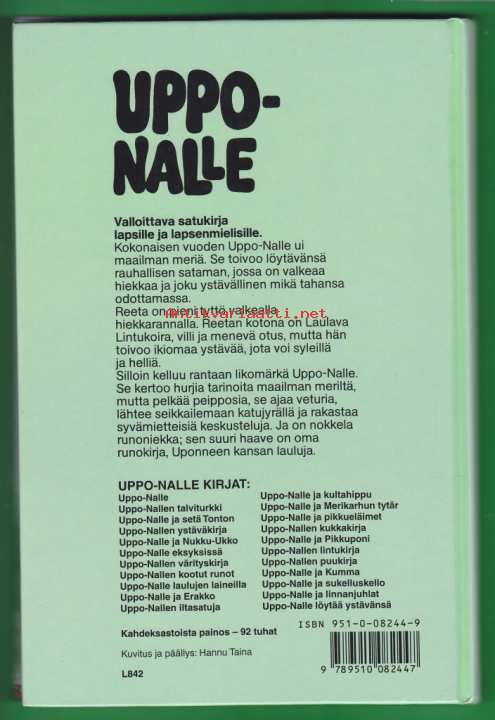 UPPO-
NALLE
Valloittava satukirja
lapsille ja lapsenmielisille.
Kokonaisen vuoden Uppo-Nalle ui
maailman meriä. Se toivoo löytävänsä
rauhallisen sataman, jossa on valkeaa
hiekkaa ja joku ystävällinen mikä tahansa
odottamassa.
Reeta on pieni tyttö valkealla
antikvariaatti.net
hiekkarannalla. Reetan kotona on Laulava
Lintukoira, villi ja menevä otus, mutta hän
toivoo ikiomaa ystävää, jota voi syleillä
ja helliä.
Silloin kelluu rantaan likomärkä Uppo-Nalle.
Se kertoo hurjia tarinoita maailman meriltä,
mutta pelkää peipposia, se ajaa veturia,
lähtee seikkailemaan katujyrällä ja rakastaa
syvämietteisiä keskusteluja. Ja on nokkela
runoniekka; sen suuri haave on oma
runokirja, Uponneen kansan lauluja.
UPPO-NALLE KIRJAT:
Uppo-Nalle
Uppo-Nallen talviturkki
Uppo-Nalle ja setä Tonton
Uppo-Nallen ystäväkirja
Uppo-Nalle ja Nukku-Ukko
Uppo-Nalle eksyksissä
Uppo-Nallen värityskirja
Uppo-Nallen kootut runot
Uppo-Nalle laulujen laineilla
Uppo-Nalle ja Erakko
Uppo-Nallen iltasatuja
Uppo-Nalle ja kultahippu
Uppo-Nalle ja Merikarhun tytär
Uppo-Nalle ja pikkueläimet
Uppo-Nallen kukkakirja
Uppo-Nalle ja Pikkuponi
Uppo-Nallen lintukirja
Uppo-Nallen puukirja
Uppo-Nalle ja Kumma
Uppo-Nalle ja sukelluskello
Uppo-Nalle ja linnanjuhlat
Uppo-Nalle löytää ystävänsä
ISBN 951-0-08244-9
Kahdeksastoista painos – 92 tuhat
Kuvitus ja päällys: Hannu Taina
L842
9 789510 082447